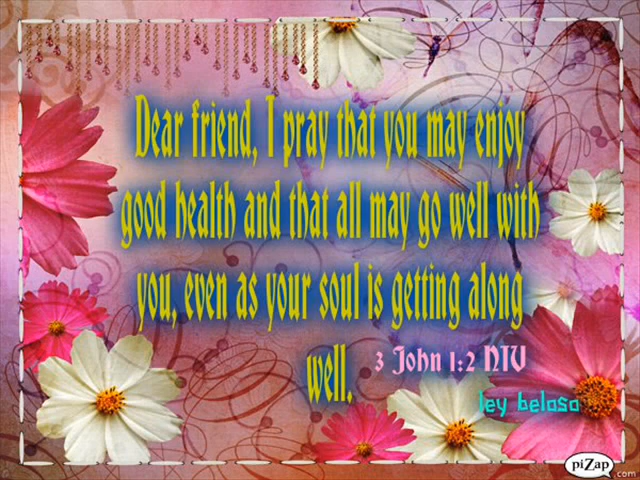 Dear friend, I pray that you may enjoy
good health and that all may go well with
you, even as your soul is getting along
well.
3 John 1:2 NIV
ley belaso
piZap
.com